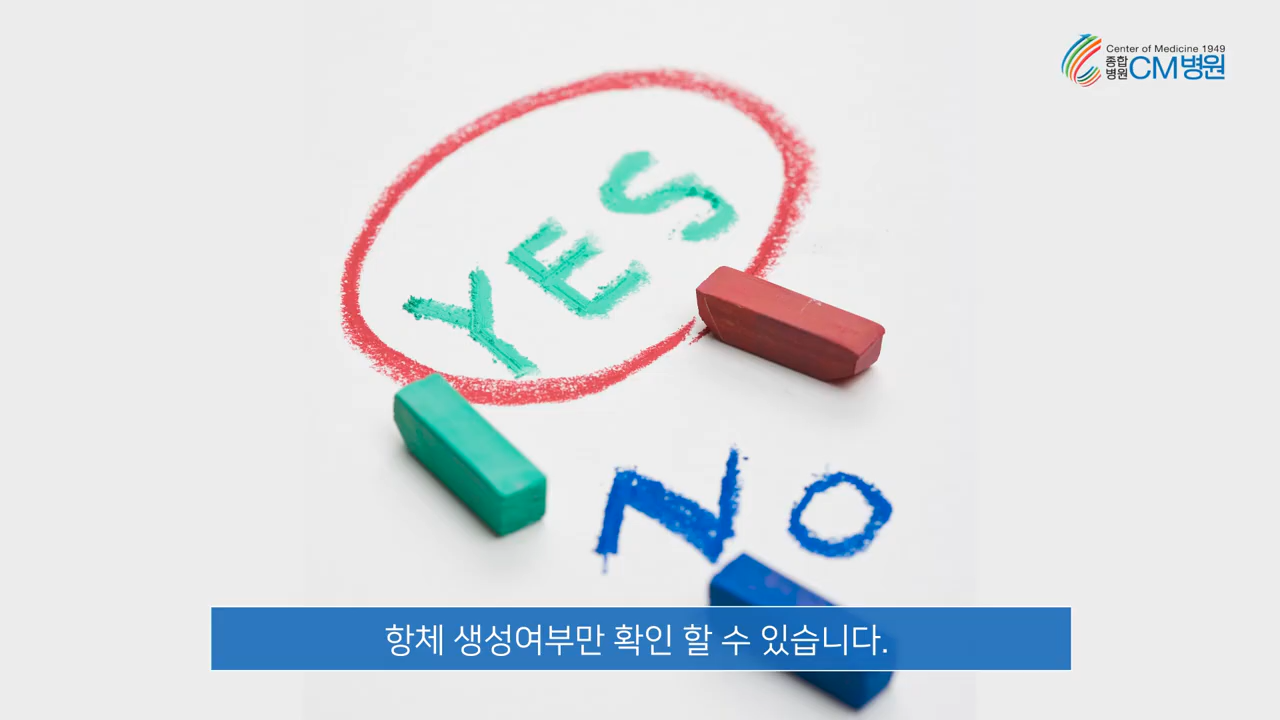 Center of Medicine 1949
종합
병원
CM병원
YES
NO
항체 생성여부만 확인 할 수 있습니다.